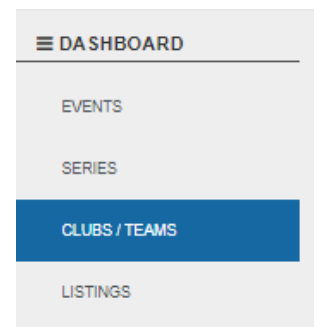 DASHBOARD
EVENTS
SERIES
CLUBS / TEAMS
LISTINGS